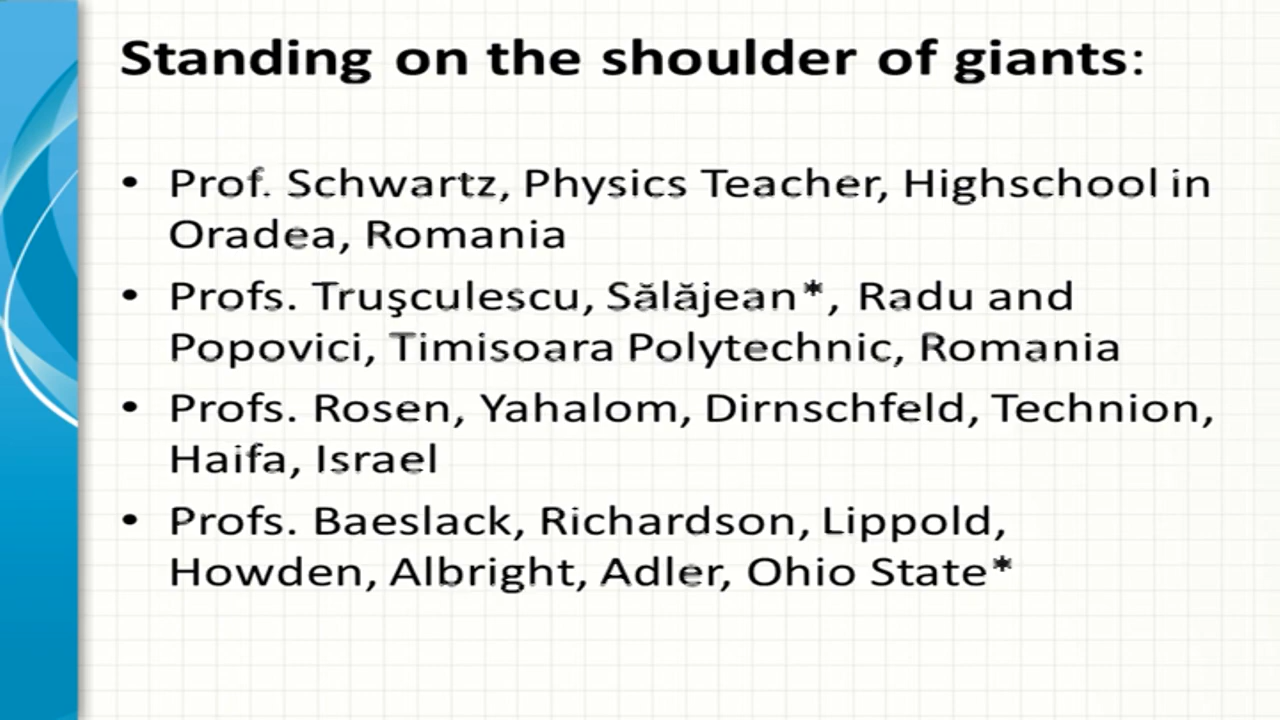 Standing on the shoulder of giants:
• Prof. Schwartz, Physics Teacher, Highschool in
Oradea, Romania
• Profs. Truşculescu, Sălăjean*, Radu and
Popovici, Timisoara Polytechnic, Romania
• Profs. Rosen, Yahalom, Dirnschfeld, Technion,
Haifa, Israel
• Profs. Baeslack, Richardson, Lippold,
Howden, Albright, Adler, Ohio State*